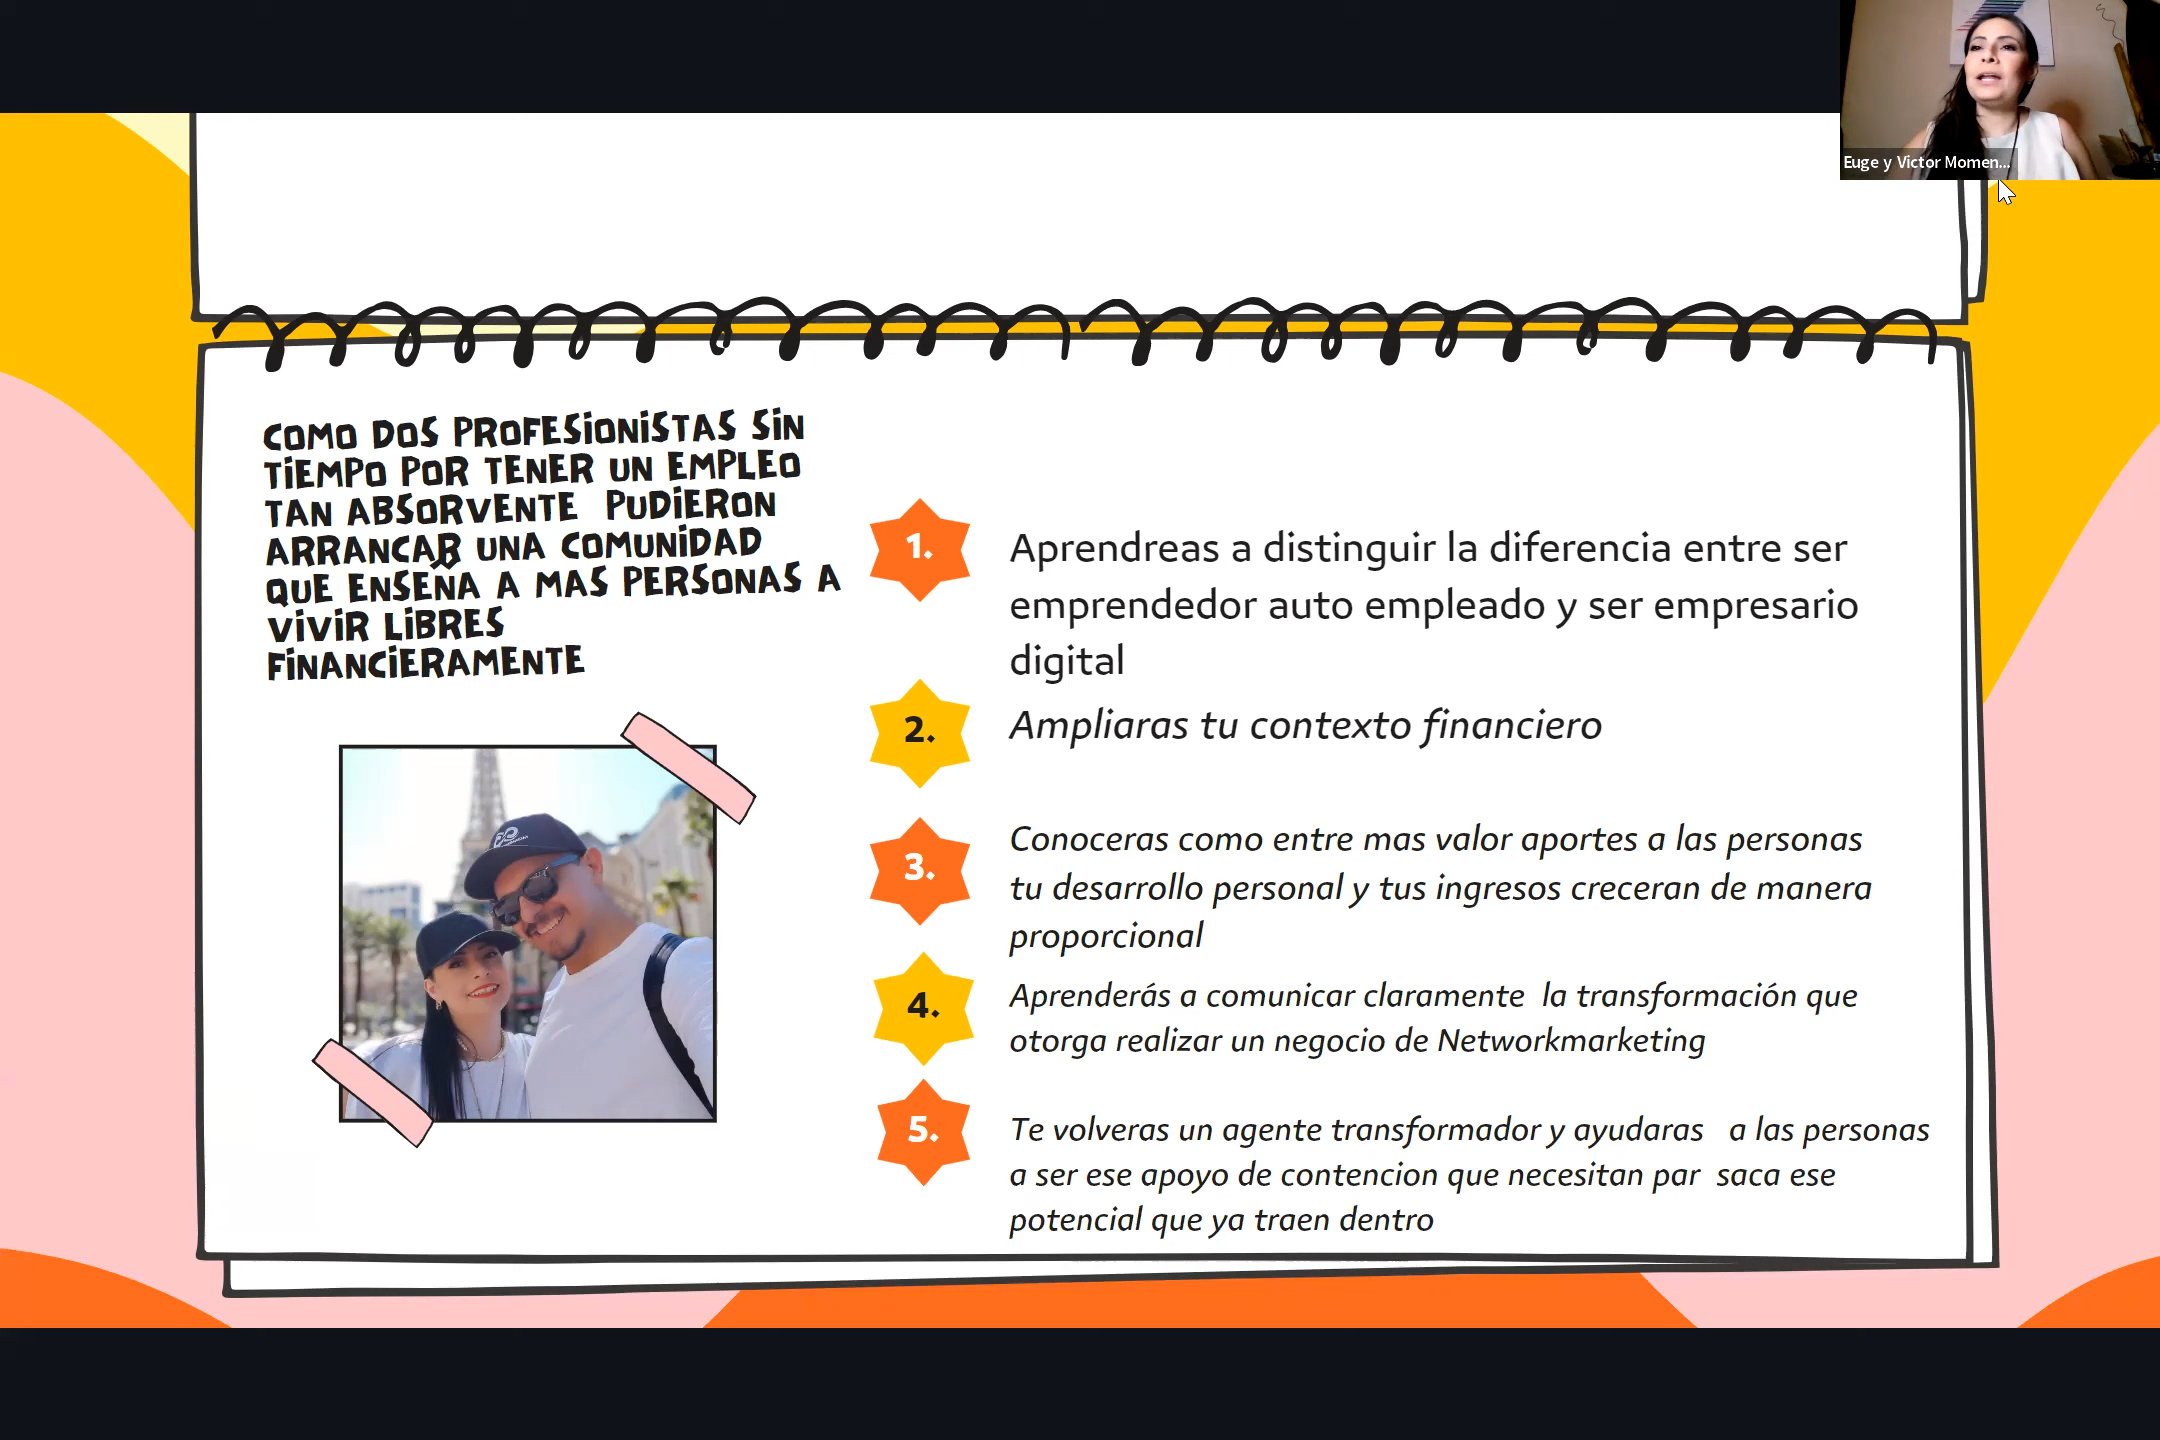 Euge y Victor Momen...
COMO DOS PROFESIONISTAS SIN
TIEMPO POR TENER UN EMPLEO
TAN ABSORVENTE PUDIERON
ARRANCAR UNA COMUNIDAD
QUE ENSEÑA A MAS PERSONAS A
VIVIR LIBRES
FINANCIERAMENTE
1. Aprendreas a distinguir la diferencia entre ser
emprendedor auto empleado y ser empresario
digital
2. Ampliaras tu contexto financiero
3. Conoceras como entre mas valor aportes a las personas
tu desarrollo personal y tus ingresos creceran de manera
proporcional
4. Aprenderás a comunicar claramente la transformación que
otorga realizar un negocio de Networkmarketing
5. Te volveras un agente transformador y ayudaras a las personas
a ser ese apoyo de contencion que necesitan par saca ese
potencial que ya traen dentro